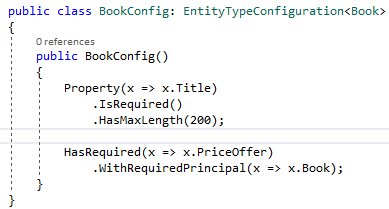 public class BookConfig: EntityTypeConfiguration<Book>
{
0 references
public BookConfig()
{
Property(x => x.Title)
.IsRequired()
.HasMaxLength(200);
HasRequired(x => x.PriceOffer)
.WithRequiredPrincipal(x => x.Book);
}
}